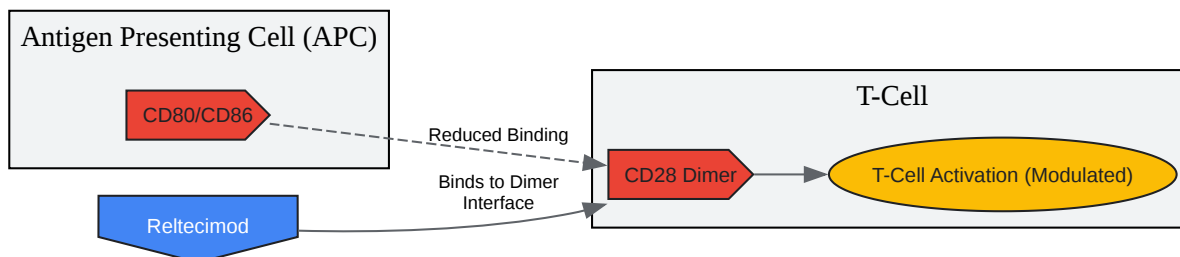 Antigen Presenting Cell (APC)
CD80/CD86
Reduced Binding
T-Cell
CD28 Dimer
T-Cell Activation (Modulated)
Binds to Dimer
Interface
Reltecimod